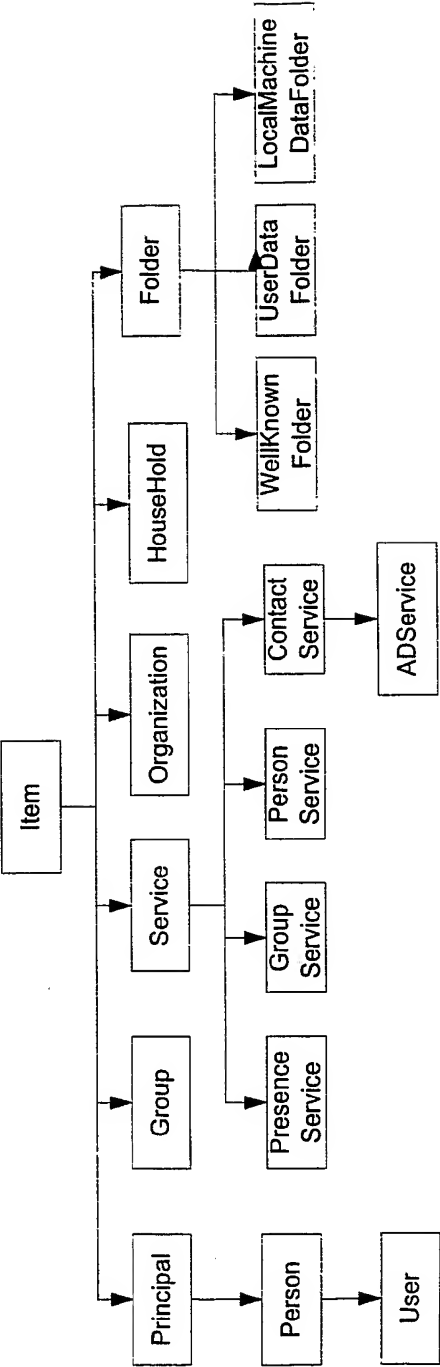 Item
Principal
Group
Service
Organization
HouseHold
Folder
Person
Presence
Service
Group
Service
Person
Service
Contact
Service
WellKnown
Folder
UserData
Folder
LocalMachine
DataFolder
User
ADService